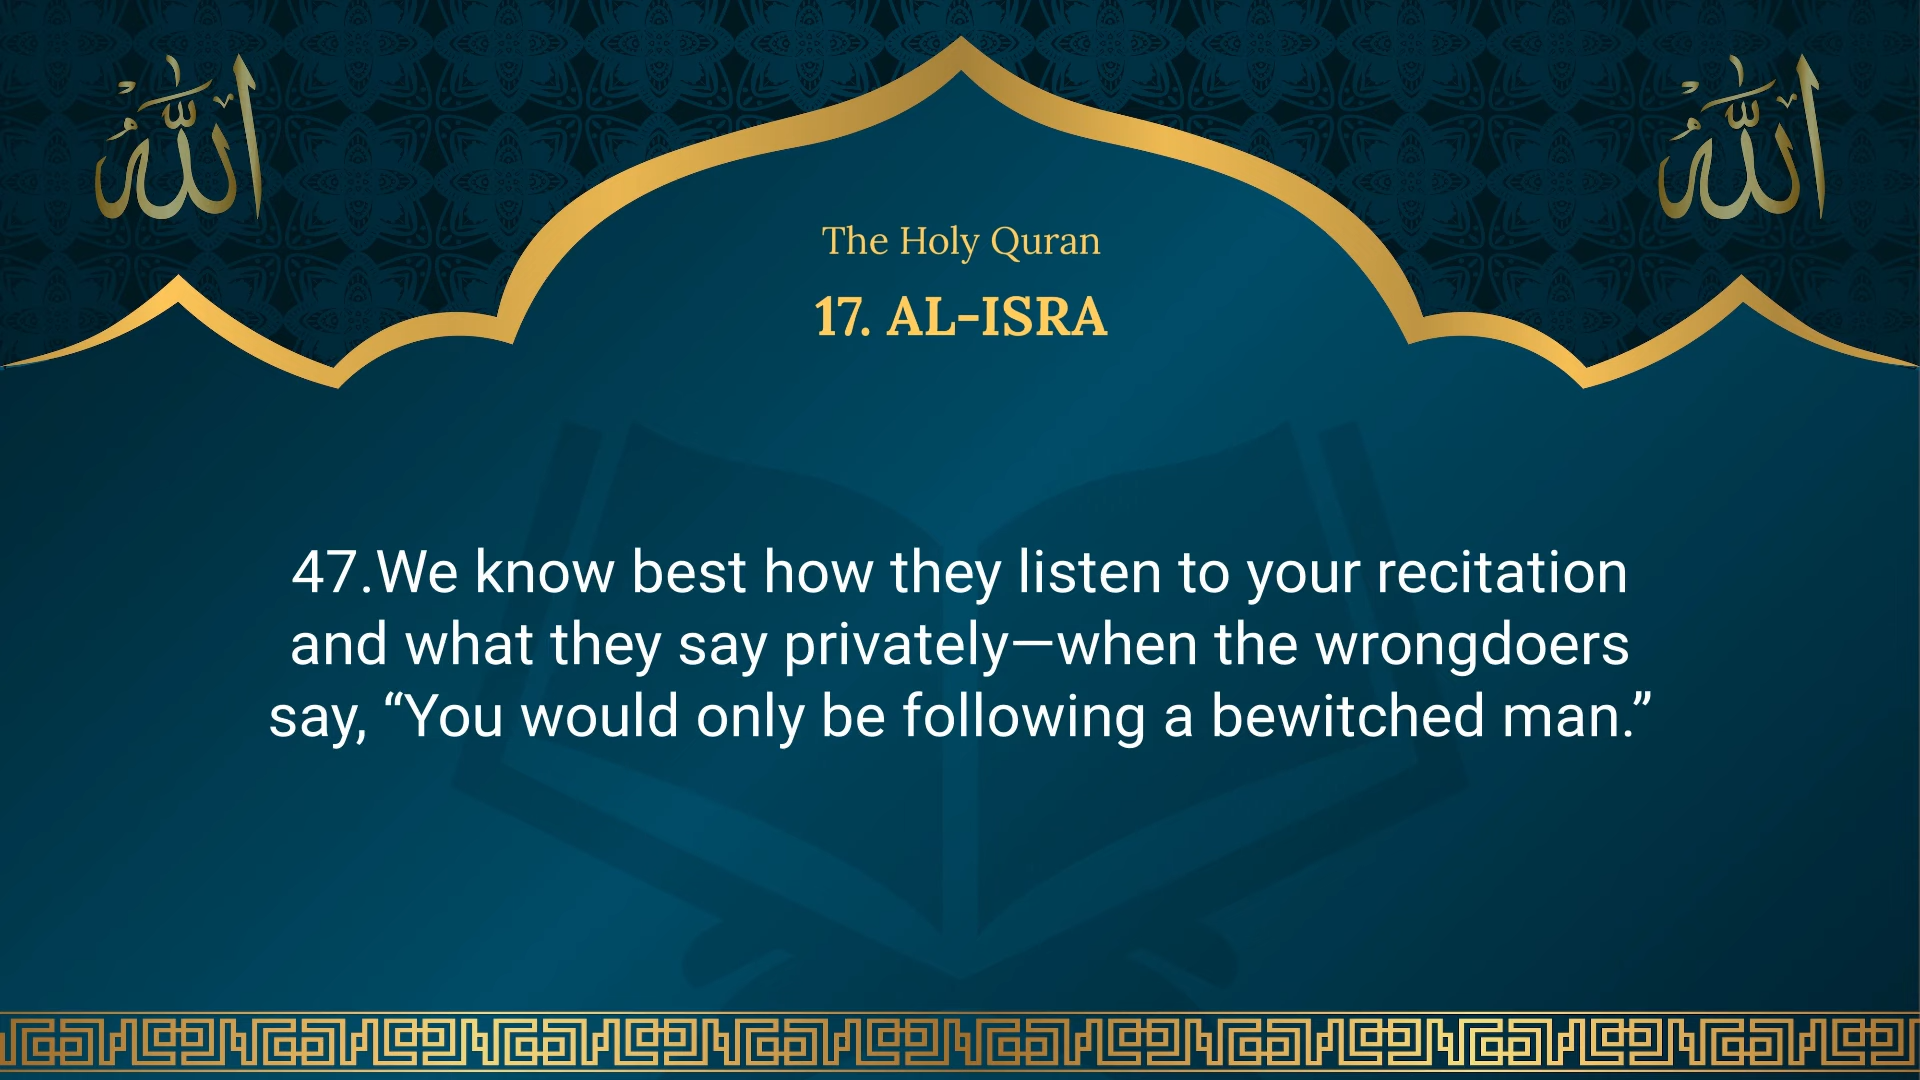 الله
الله
The Holy Quran
17. AL-ISRA
47.We know best how they listen to your recitation
and what they say privately—when the wrongdoers
say, “You would only be following a bewitched man.”